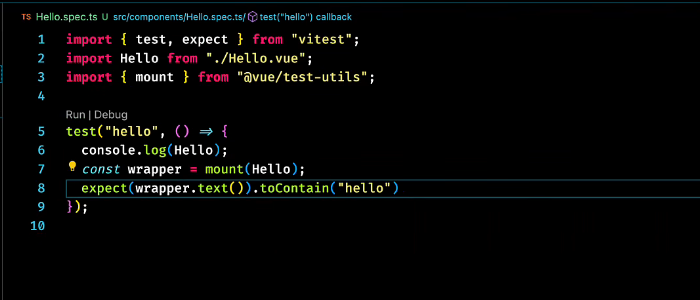 TS Hello.spec.ts U src/components/Hello.spec.ts/ test("hello") callback
1 import { test, expect } from "vitest";
2 import Hello from "./Hello.vue";
3 import { mount } from "@vue/test-utils";
4
Run | Debug
5 test("hello", () => {
6 console.log(Hello);
7 const wrapper = mount(Hello);
8 expect(wrapper.text()).toContain("hello")
9 });
10